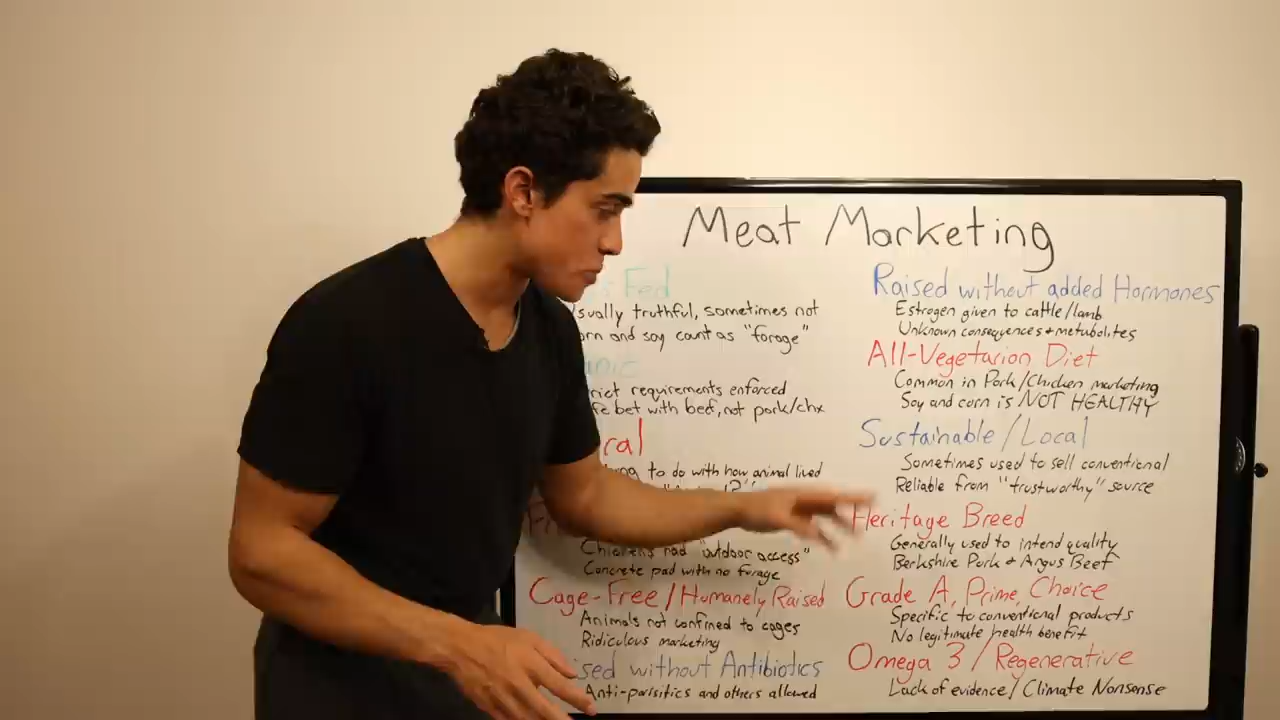 Meat Marketing
Fed
usually truthful, sometimes not
corn and soy count as "forage"
anic
rict requirements enforced
fe bet with beef, not pork/chx
ral
to do with how animal lived
Chickens had "outdoor access"
Concrete pad with no forage
Cage-Free / Humanely Raised
Animals not confined to cages
Ridiculous marketing
ised without Antibiotics
Anti-parisitics and others allowed
Raised without added Hormones
Estrogen given to cattle/lamb
Unknown consequences + metabolites
All-Vegetarian Diet
Common in Pork/Chicken marketing
Soy and corn is NOT HEALTHY
Sustainable / Local
Sometimes used to sell conventional
Reliable from "trustworthy" source
Heritage Breed
Generally used to intend quality
Berkshire Pork + Angus Beef
Grade A, Prime, Choice
Specific to conventional products
No legitimate health benefit
Omega 3 / Regenerative
Lack of evidence / Climate Nonsense